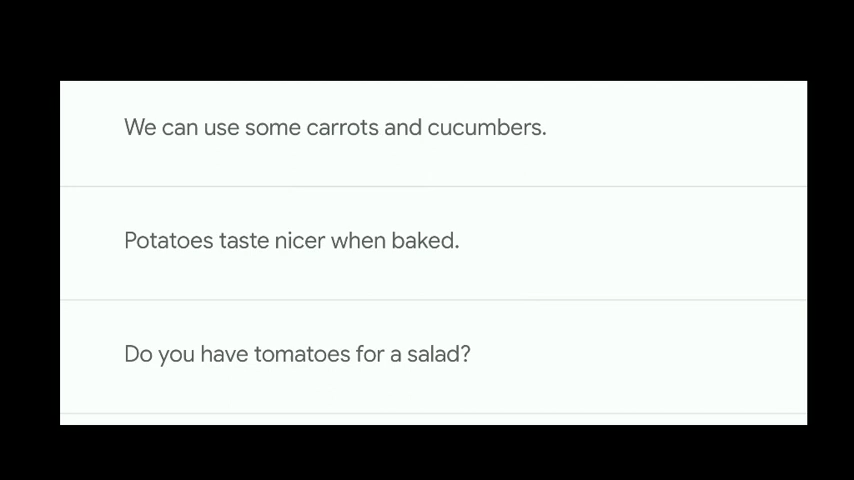 We can use some carrots and cucumbers.
Potatoes taste nicer when baked.
Do you have tomatoes for a salad?